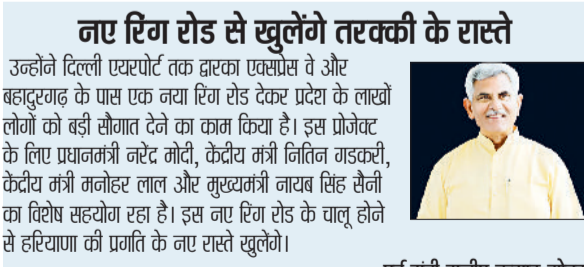 नए रिंग रोड से खुलेंगे तरक्की के रास्ते
उन्होंने दिल्ली एयरपोर्ट तक द्वारका एक्सप्रेस वे और
बहादुरगढ़ के पास एक नया रिंग रोड देकर प्रदेश के लाखों
लोगों को बड़ी सौगात देने का काम किया है। इस प्रोजेक्ट
के लिए प्रधानमंत्री नरेंद्र मोदी, केंद्रीय मंत्री नितिन गडकरी,
केंद्रीय मंत्री मनोहर लाल और मुख्यमंत्री नायब सिंह सैनी
का विशेष सहयोग रहा है। इस नए रिंग रोड के चालू होने
से हरियाणा की प्रगति के नए रास्ते खुलेंगे।